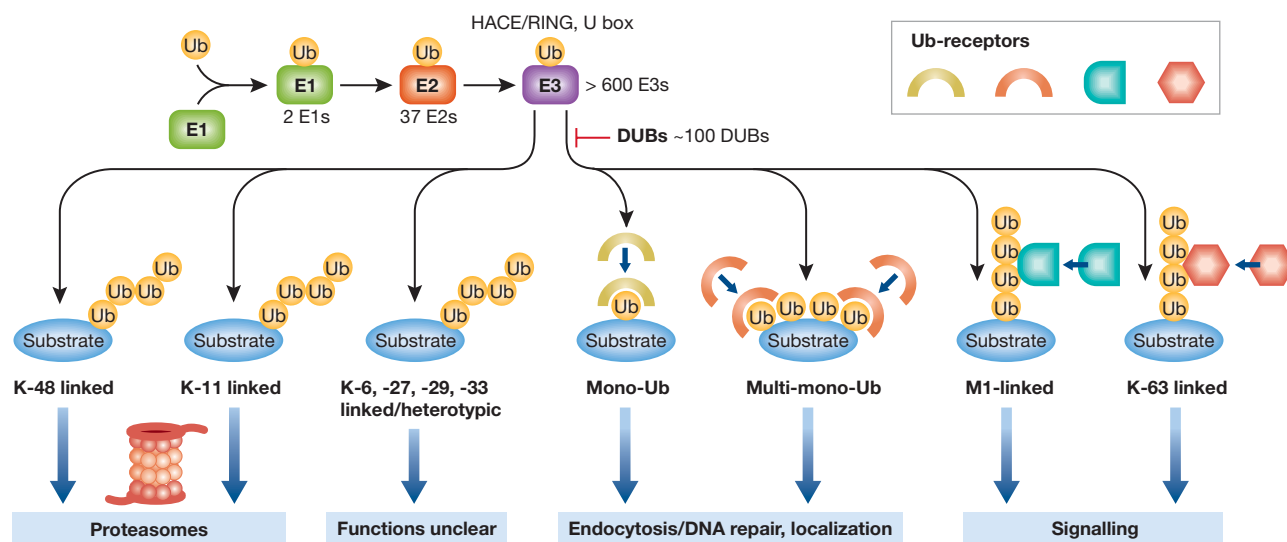 HACE/RING, U box
Ub-receptors
Ub
Ub
Ub
Ub
E1
E2
E3
> 600 E3s
E1
2 E1s
37 E2s
DUBs ~100 DUBs
Ub
Ub
Ub
Ub
Substrate
Ub
Ub
Ub
Ub
Substrate
Ub
Ub
Ub
Ub
Substrate
Ub
Substrate
Ub
Ub
Ub
Ub
Substrate
Ub
Ub
Ub
Ub
Substrate
Ub
Ub
Ub
Ub
Substrate
K-48 linked
K-11 linked
K-6, -27, -29, -33
linked/heterotypic
Mono-Ub
Multi-mono-Ub
M1-linked
K-63 linked
Proteasomes
Functions unclear
Endocytosis/DNA repair, localization
Signalling